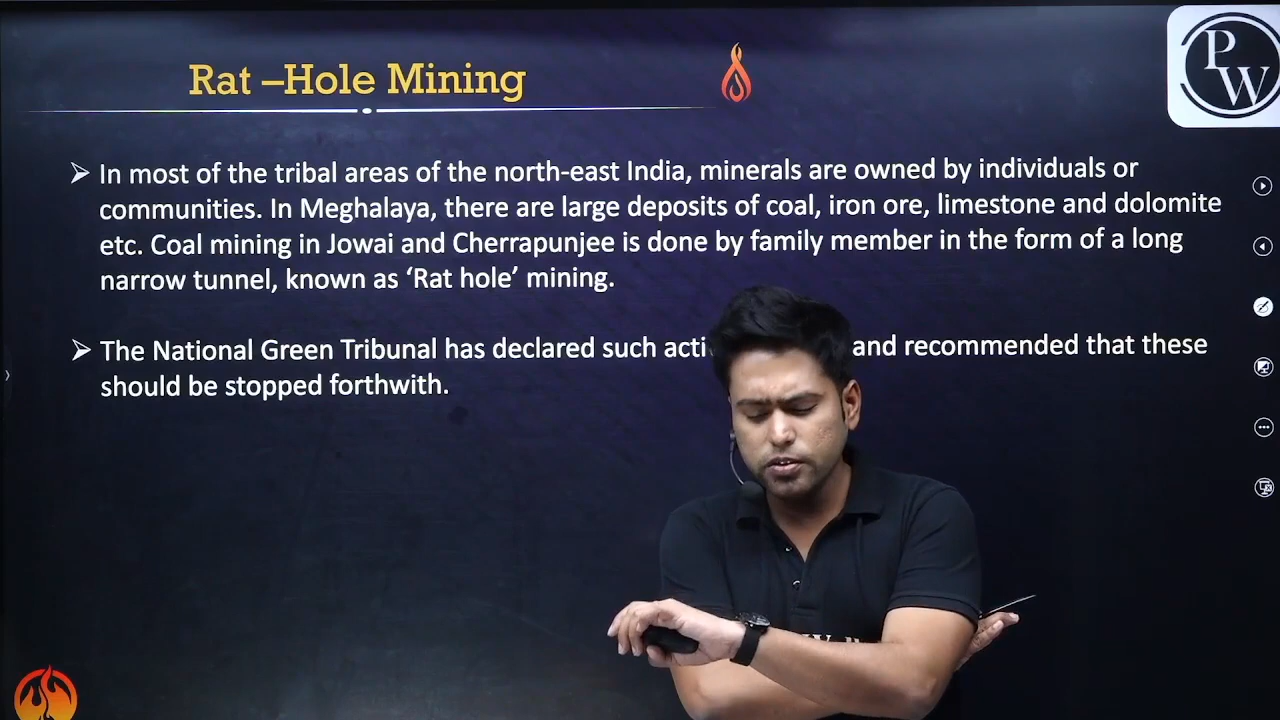 PW
Rat –Hole Mining
➢ In most of the tribal areas of the north-east India, minerals are owned by individuals or
communities. In Meghalaya, there are large deposits of coal, iron ore, limestone and dolomite
etc. Coal mining in Jowai and Cherrapunjee is done by family member in the form of a long
narrow tunnel, known as ‘Rat hole’ mining.
➢ The National Green Tribunal has declared such and recommended that these
should be stopped forthwith.